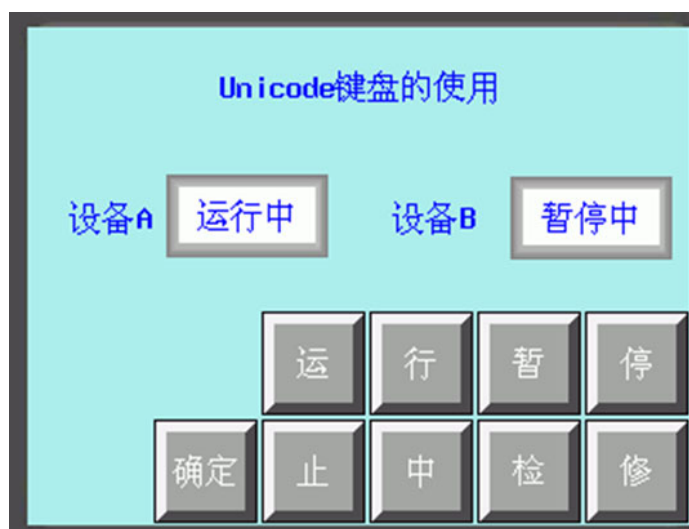 Unicode键盘的使用
设备A 运行中 设备B 暂停中
运 行 暂 停
确定 止 中 检 修